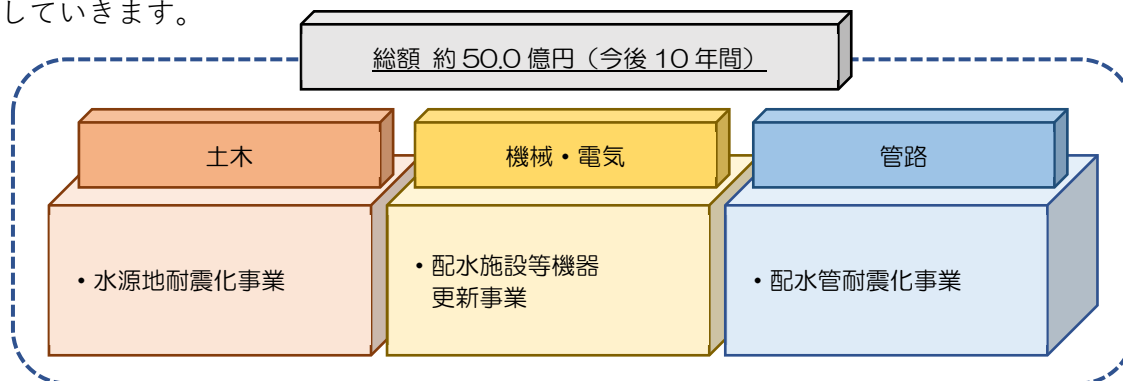 していきます。
総額 約 50.0 億円（今後 10 年間）
土木
機械・電気
管路
・水源地耐震化事業
・配水施設等機器
更新事業
・配水管耐震化事業